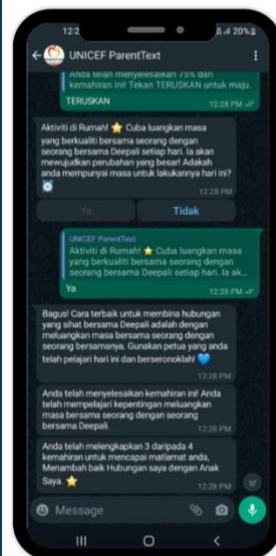 12:2
20%
UNICEF ParentText
Anda telah menyelesaikan 75% dari
kemahiran ini! Tekan TERUSKAN untuk maju.
TERUSKAN
12:28 PM
Aktiviti di Rumah! ⭐ Cuba luangkan masa
yang berkualiti bersama seorang dengan
seorang bersama Deepali setiap hari. Ia akan
mewujudkan perubahan yang besar! Adakah
anda mempunyai masa untuk lakukannya hari ini?
⏰
12:28 PM
Ya
Tidak
UNICEF ParentText
Aktiviti di Rumah! ⭐ Cuba luangkan masa
yang berkualiti bersama seorang dengan
seorang bersama Deepali setiap hari. Ia ak...
Ya
12:28 PM
Bagus! Cara terbaik untuk membina hubungan
yang sihat bersama Deepali adalah dengan
meluangkan masa bersama seorang dengan
seorang bersamanya. Gunakan petua yang anda
telah pelajari hari ini dan berseronoklah! 💙
12:28 PM
Anda telah menyelesaikan kemahiran ini! Anda
telah mempelajari kepentingan meluangkan
masa bersama seorang dengan seorang
bersama Deepali.
12:28 PM
Anda telah melengkapkan 3 daripada 4
kemahiran untuk mencapai matlamat anda,
Menambah baik Hubungan saya dengan Anak
Saya. ⭐
12:28 PM
Message